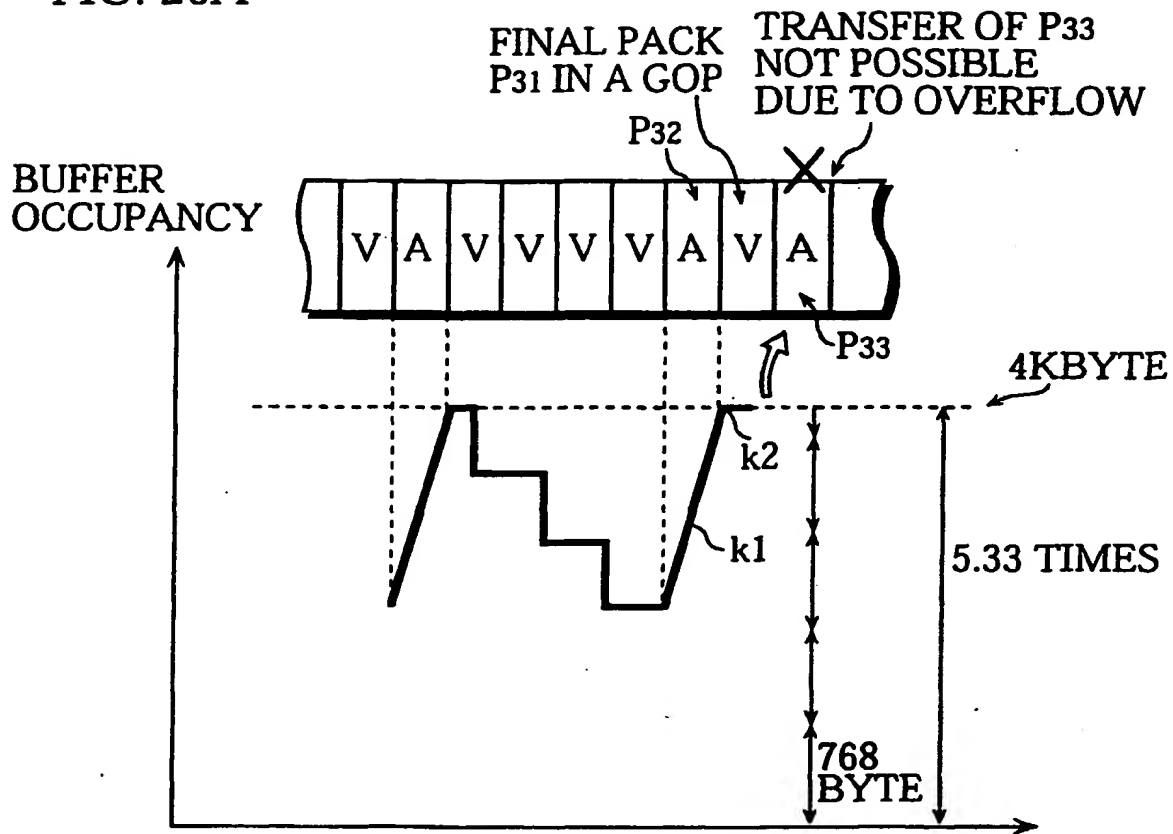 FINAL PACK
P31 IN A GOP
TRANSFER OF P33
NOT POSSIBLE
DUE TO OVERFLOW
P32
BUFFER
OCCUPANCY
V A V V V V A V A
P33
4KBYTE
k2
k1
5.33 TIMES
768
BYTE